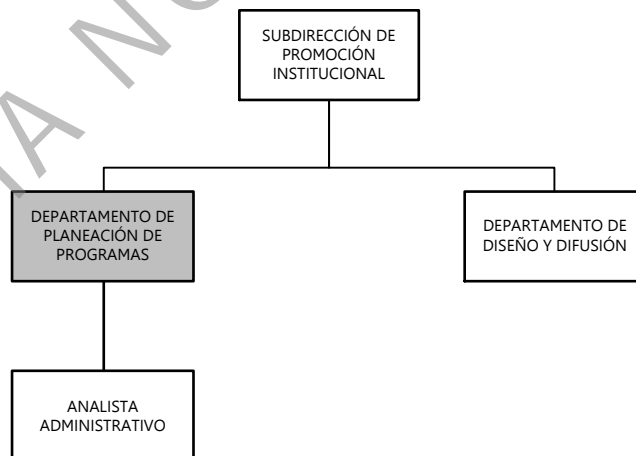 SUBDIRECCIÓN DE
PROMOCIÓN
INSTITUCIONAL
DEPARTAMENTO DE
PLANEACIÓN DE
PROGRAMAS
DEPARTAMENTO DE
DISEÑO Y DIFUSIÓN
ANALISTA
ADMINISTRATIVO